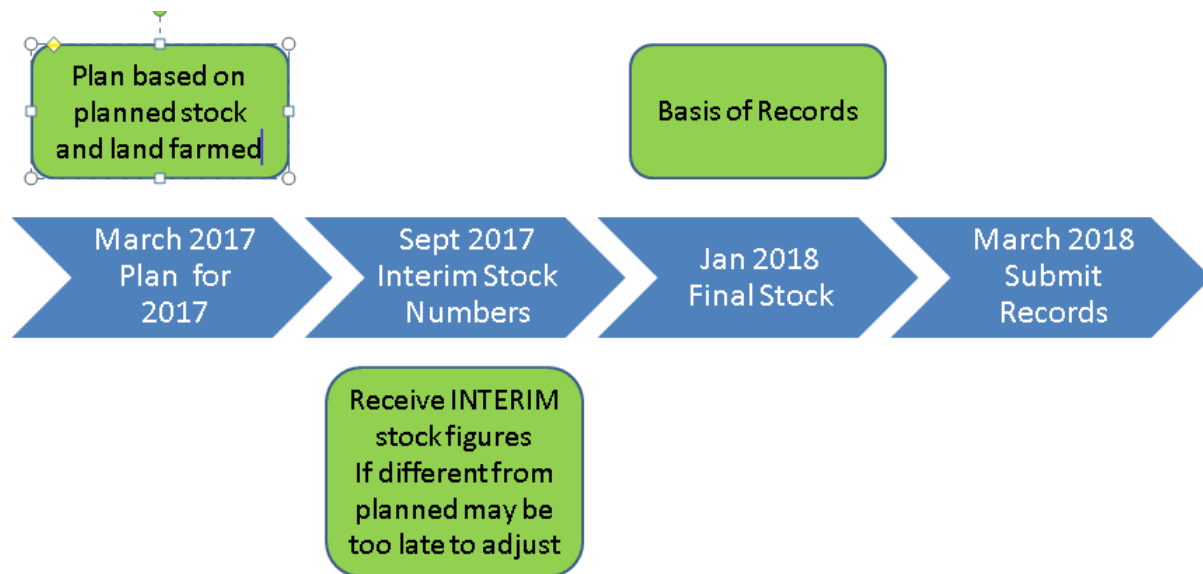 Plan based on
planned stock
and land farmed
Basis of Records
March 2017
Plan for
2017
Sept 2017
Interim Stock
Numbers
Jan 2018
Final Stock
March 2018
Submit
Records
Receive INTERIM
stock figures
If different from
planned may be
too late to adjust